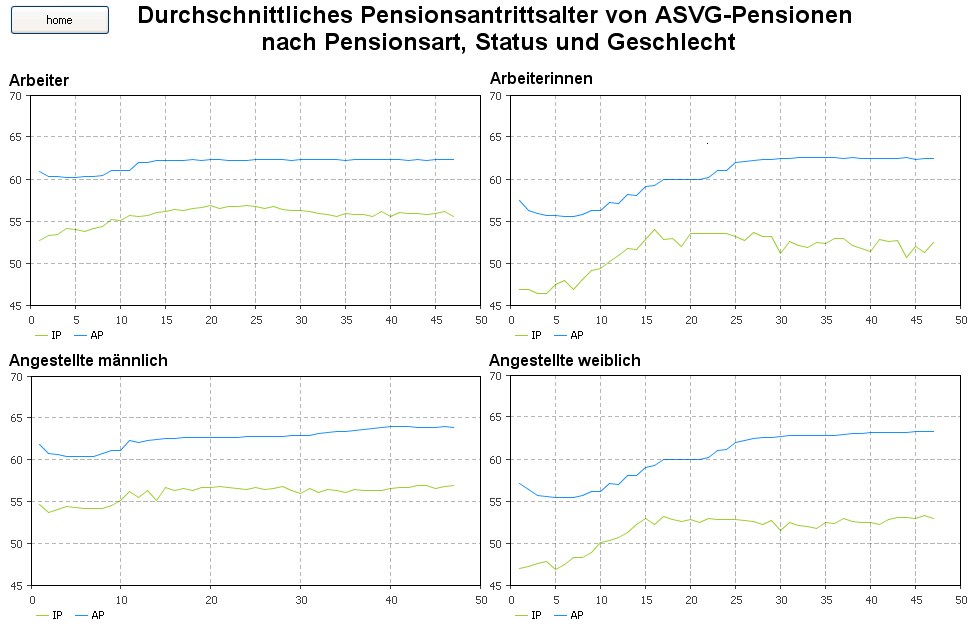 home
Durchschnittliches Pensionsantrittsalter von ASVG-Pensionen
nach Pensionsart, Status und Geschlecht
Arbeiter
70
65
60
55
50
45
0 5 10 15 20 25 30 35 40 45 50
IP AP
Arbeiterinnen
70
65
60
55
50
45
0 5 10 15 20 25 30 35 40 45 50
IP AP
Angestellte männlich
70
65
60
55
50
45
0 10 20 30 40 50
IP AP
Angestellte weiblich
70
65
60
55
50
45
0 5 10 15 20 25 30 35 40 45 50
IP AP